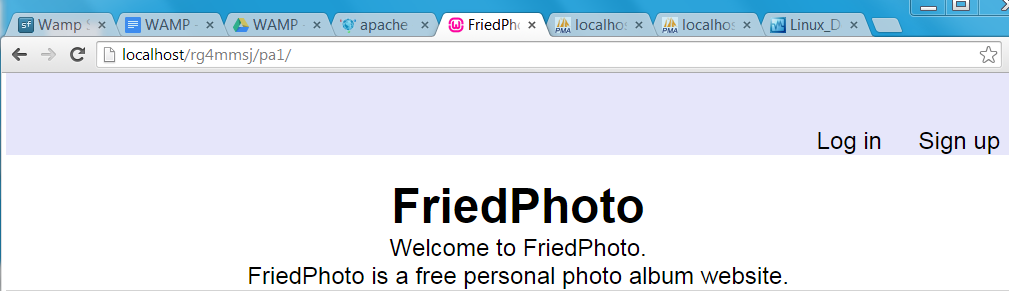 Wamp S
WAMP -
WAMP -
apache
FriedPh
localhos
localhos
Linux_D
localhost/rg4mmsj/pa1/
Log in Sign up
FriedPhoto
Welcome to FriedPhoto.
FriedPhoto is a free personal photo album website.